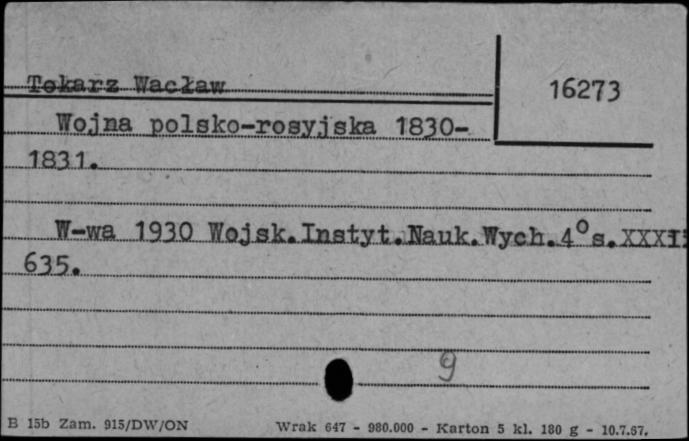 Tokarz Wacław
16273
Wojna polsko-rosyjska 1830-
1831.
W-wa 1930 Wojsk.Instyt.Nauk.Wych.4°s.XXXIi
635.
9
B 15b Zam. 915/DW/ON
Wrak 647 - 980.000 - Karton 5 kl. 180 g - 10.7.67.